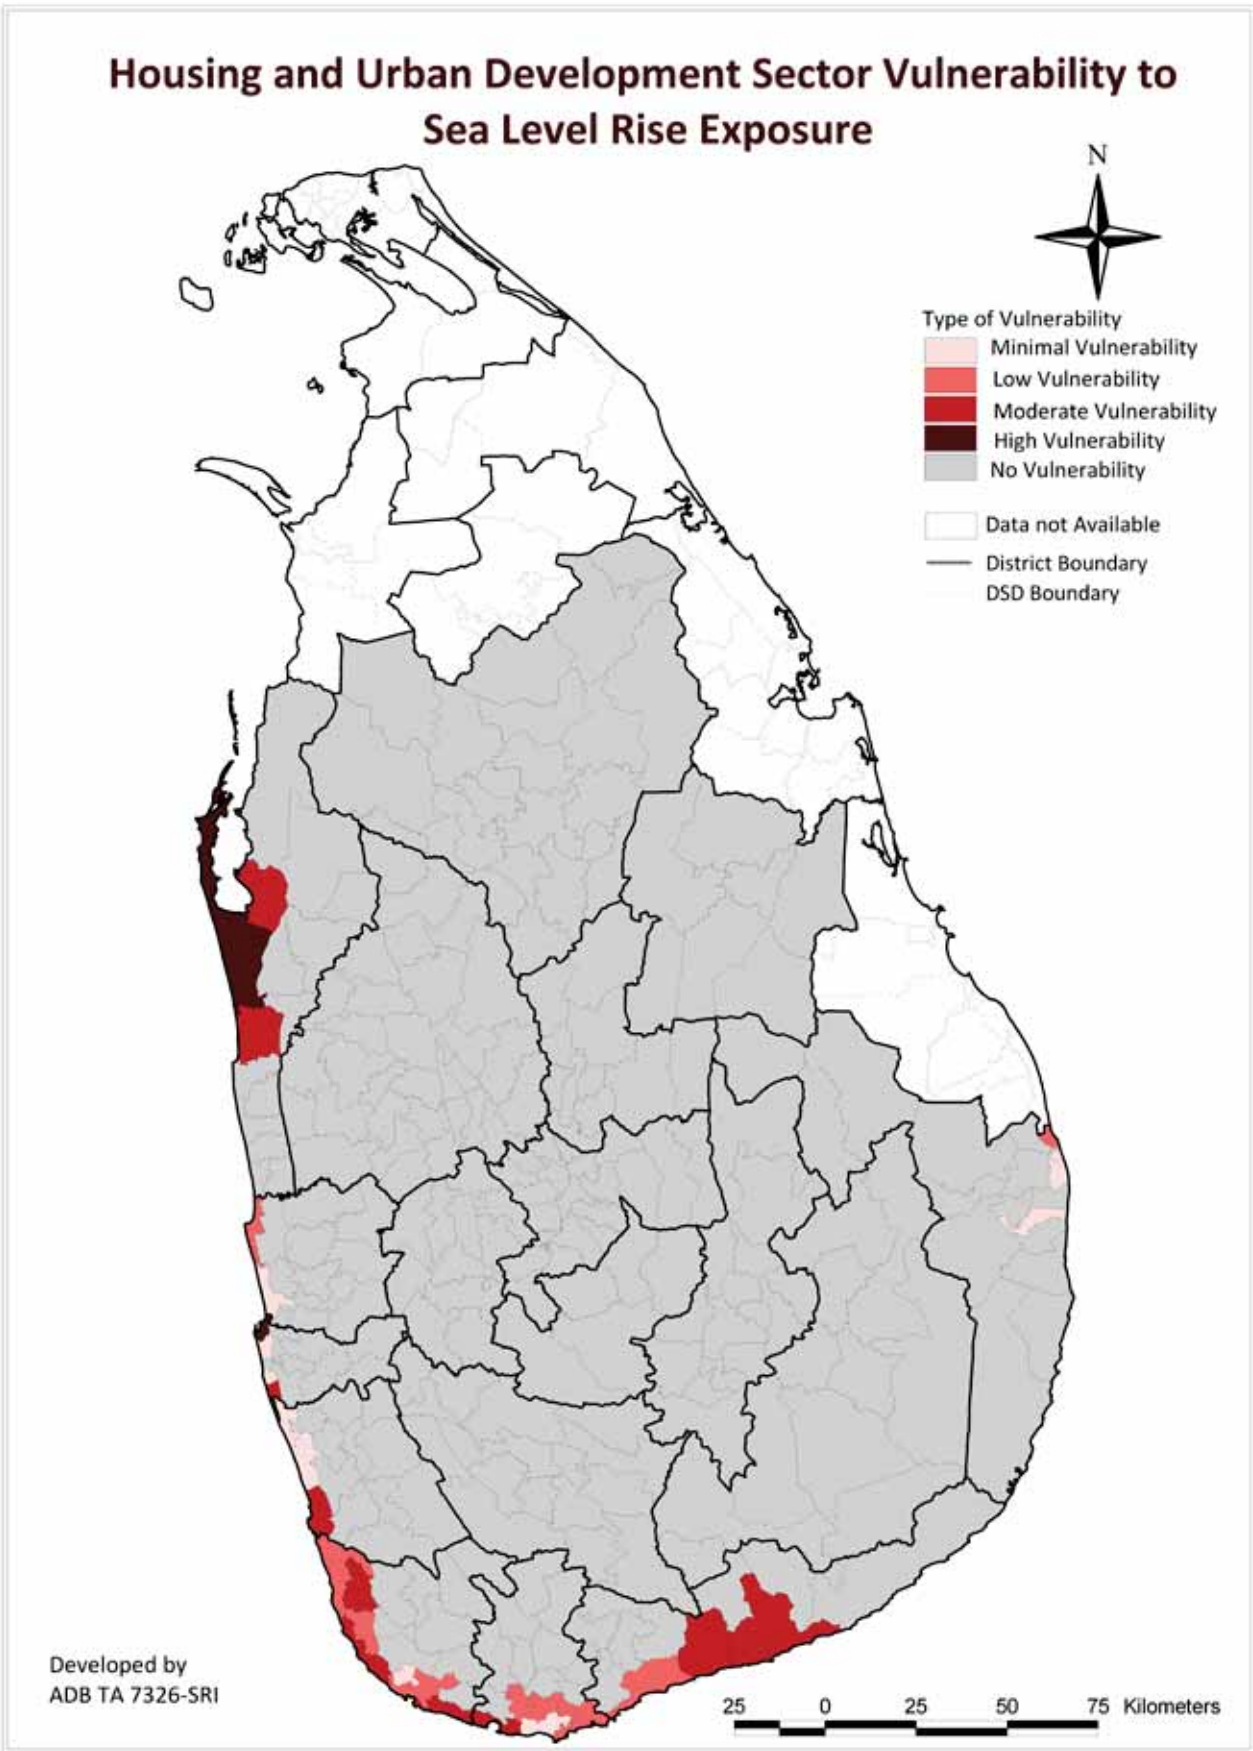 Housing and Urban Development Sector Vulnerability to
Sea Level Rise Exposure
N
Type of Vulnerability
Minimal Vulnerability
Low Vulnerability
Moderate Vulnerability
High Vulnerability
No Vulnerability
Data not Available
District Boundary
DSD Boundary
Developed by
ADB TA 7326-SRI
25 0 25 50 75 Kilometers